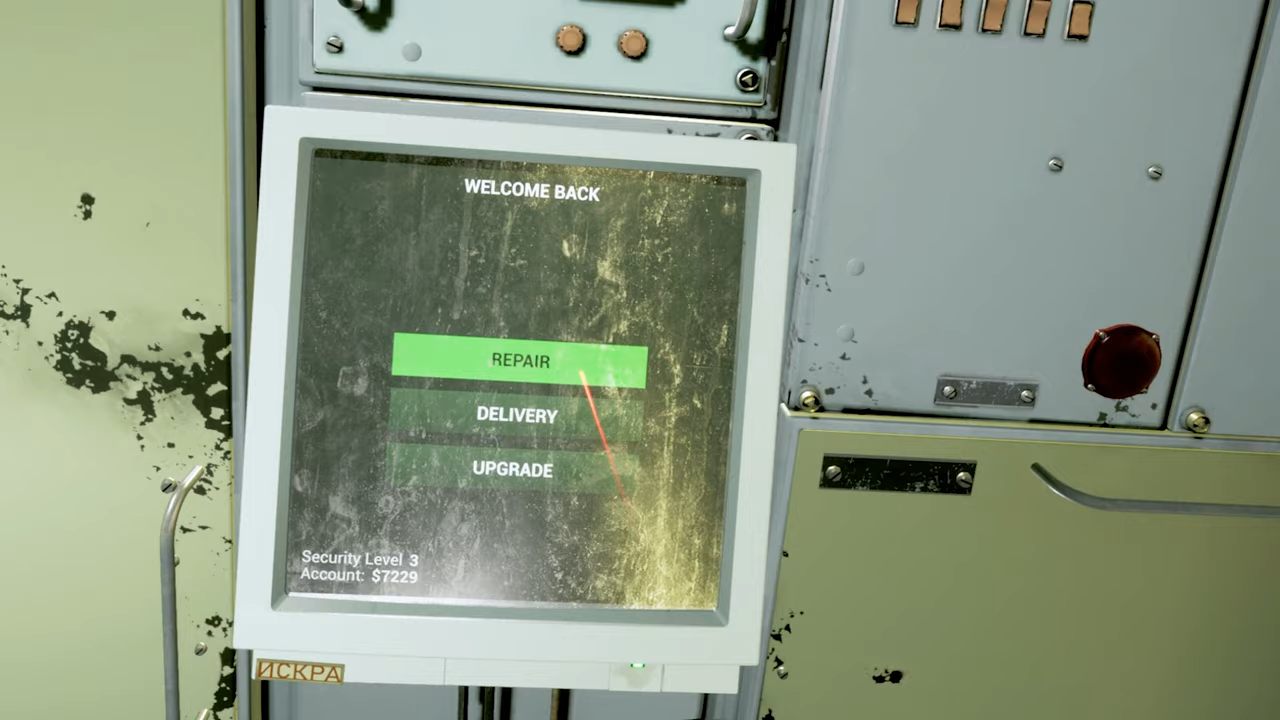 WELCOME BACK
REPAIR
DELIVERY
UPGRADE
Security Level 3
Account: $7229
ИСКРА